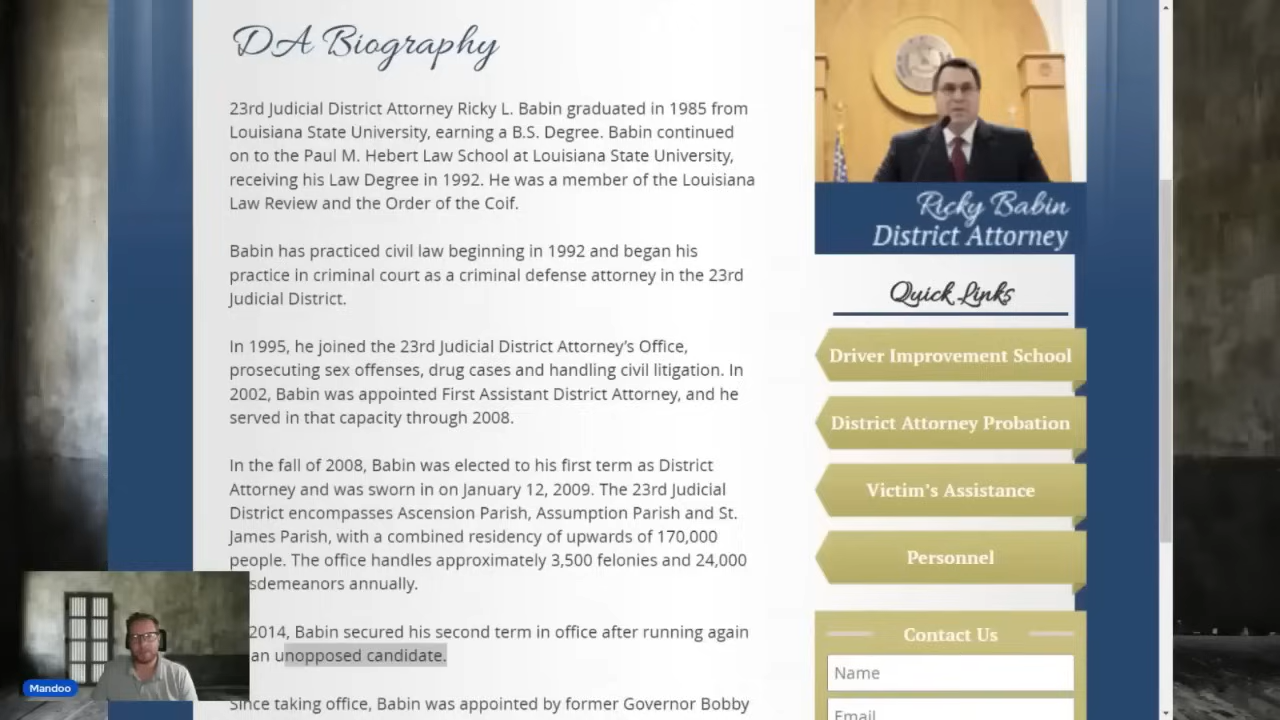 DA Biography
23rd Judicial District Attorney Ricky L. Babin graduated in 1985 from
Louisiana State University, earning a B.S. Degree. Babin continued
on to the Paul M. Hebert Law School at Louisiana State University,
receiving his Law Degree in 1992. He was a member of the Louisiana
Law Review and the Order of the Coif.
Babin has practiced civil law beginning in 1992 and began his
practice in criminal court as a criminal defense attorney in the 23rd
Judicial District.
In 1995, he joined the 23rd Judicial District Attorney’s Office,
prosecuting sex offenses, drug cases and handling civil litigation. In
2002, Babin was appointed First Assistant District Attorney, and he
served in that capacity through 2008.
In the fall of 2008, Babin was elected to his first term as District
Attorney and was sworn in on January 12, 2009. The 23rd Judicial
District encompasses Ascension Parish, Assumption Parish and St.
James Parish, with a combined residency of upwards of 170,000
people. The office handles approximately 3,500 felonies and 24,000
sdemeanors annually.
2014, Babin secured his second term in office after running again
an unopposed candidate.
Since taking office, Babin was appointed by former Governor Bobby
Ricky Babin
District Attorney
Quick Links
Driver Improvement School
District Attorney Probation
Victim's Assistance
Personnel
Contact Us
Name
Email
Mandoo